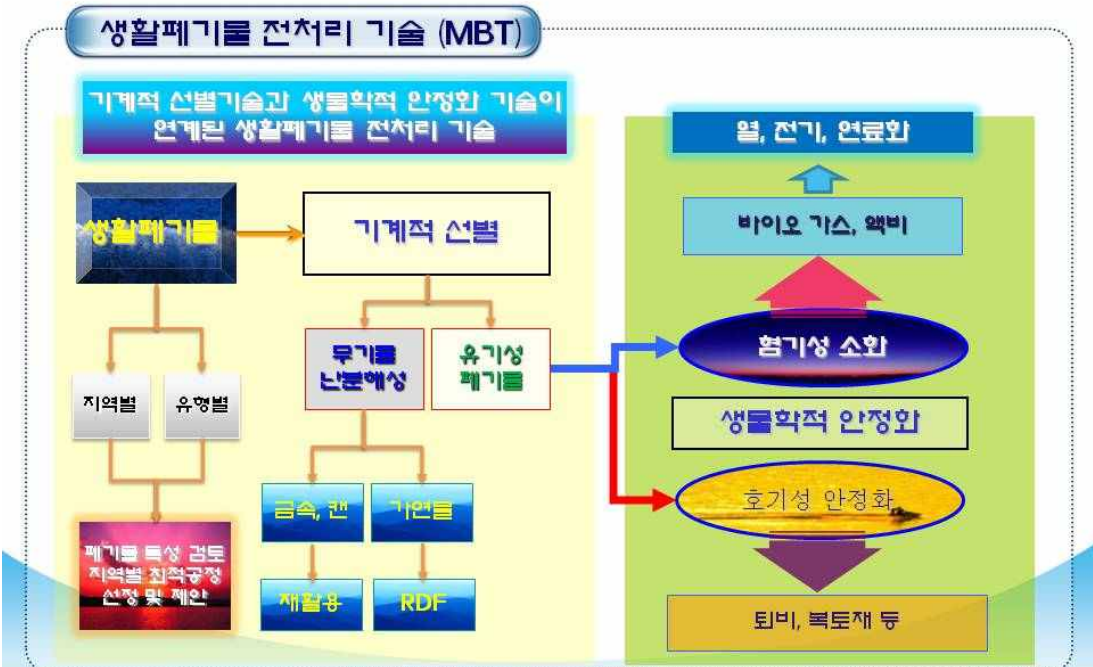 생활폐기물 전처리 기술 (MBT)
기계적 선별기술과 생물학적 안정화 기술이
연계된 생활폐기물 전처리 기술
생활폐기물
기계적 선별
무기물
난분해성
유기성
폐기물
지역별
유형별
금속, 캔
가연물
폐기물 특성 검토
지역별 최적공정
선정 및 제안
재활용
RDF
열, 전기, 연료화
바이오 가스, 액비
혐기성 소화
생물학적 안정화
호기성 안정화
퇴비, 복토재 등